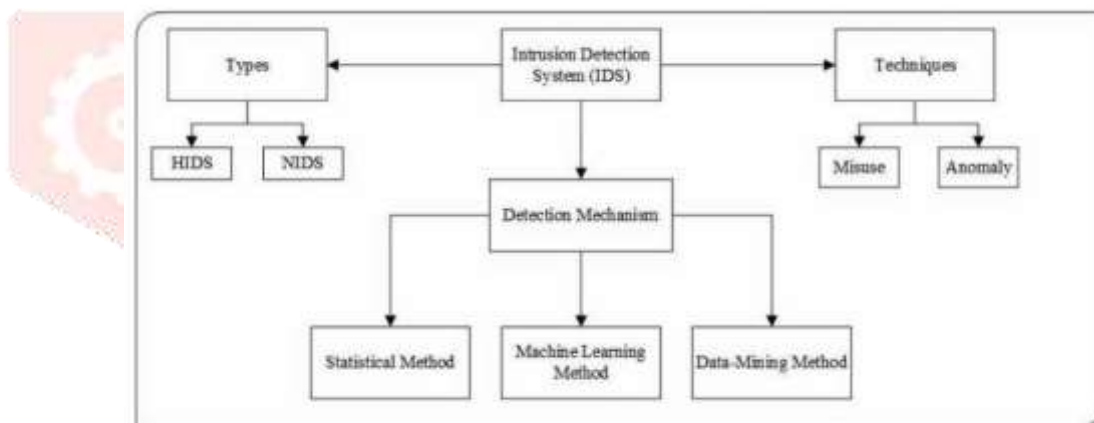 Types
Intrusion Detection
System (IDS)
Techniques
HIDS
NIDS
Misuse
Anomaly
Detection Mechanism
Statistical Method
Machine Learning
Method
Data-Mining Method